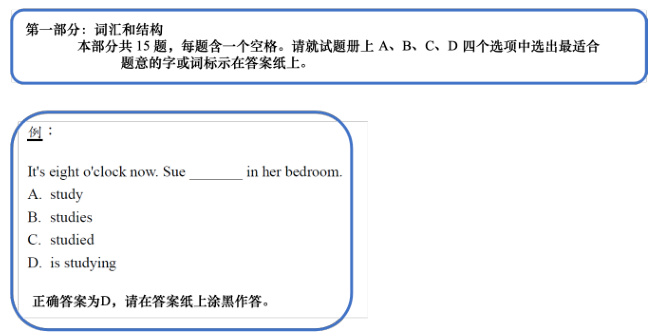 第一部分：词汇和结构
本部分共 15 题，每题含一个空格。请就试题册上 A、B、C、D 四个选项中选出最适合
题意的字或词标示在答案纸上。
例：
It's eight o'clock now. Sue _______ in her bedroom.
A. study
B. studies
C. studied
D. is studying
正确答案为D，请在答案纸上涂黑作答。